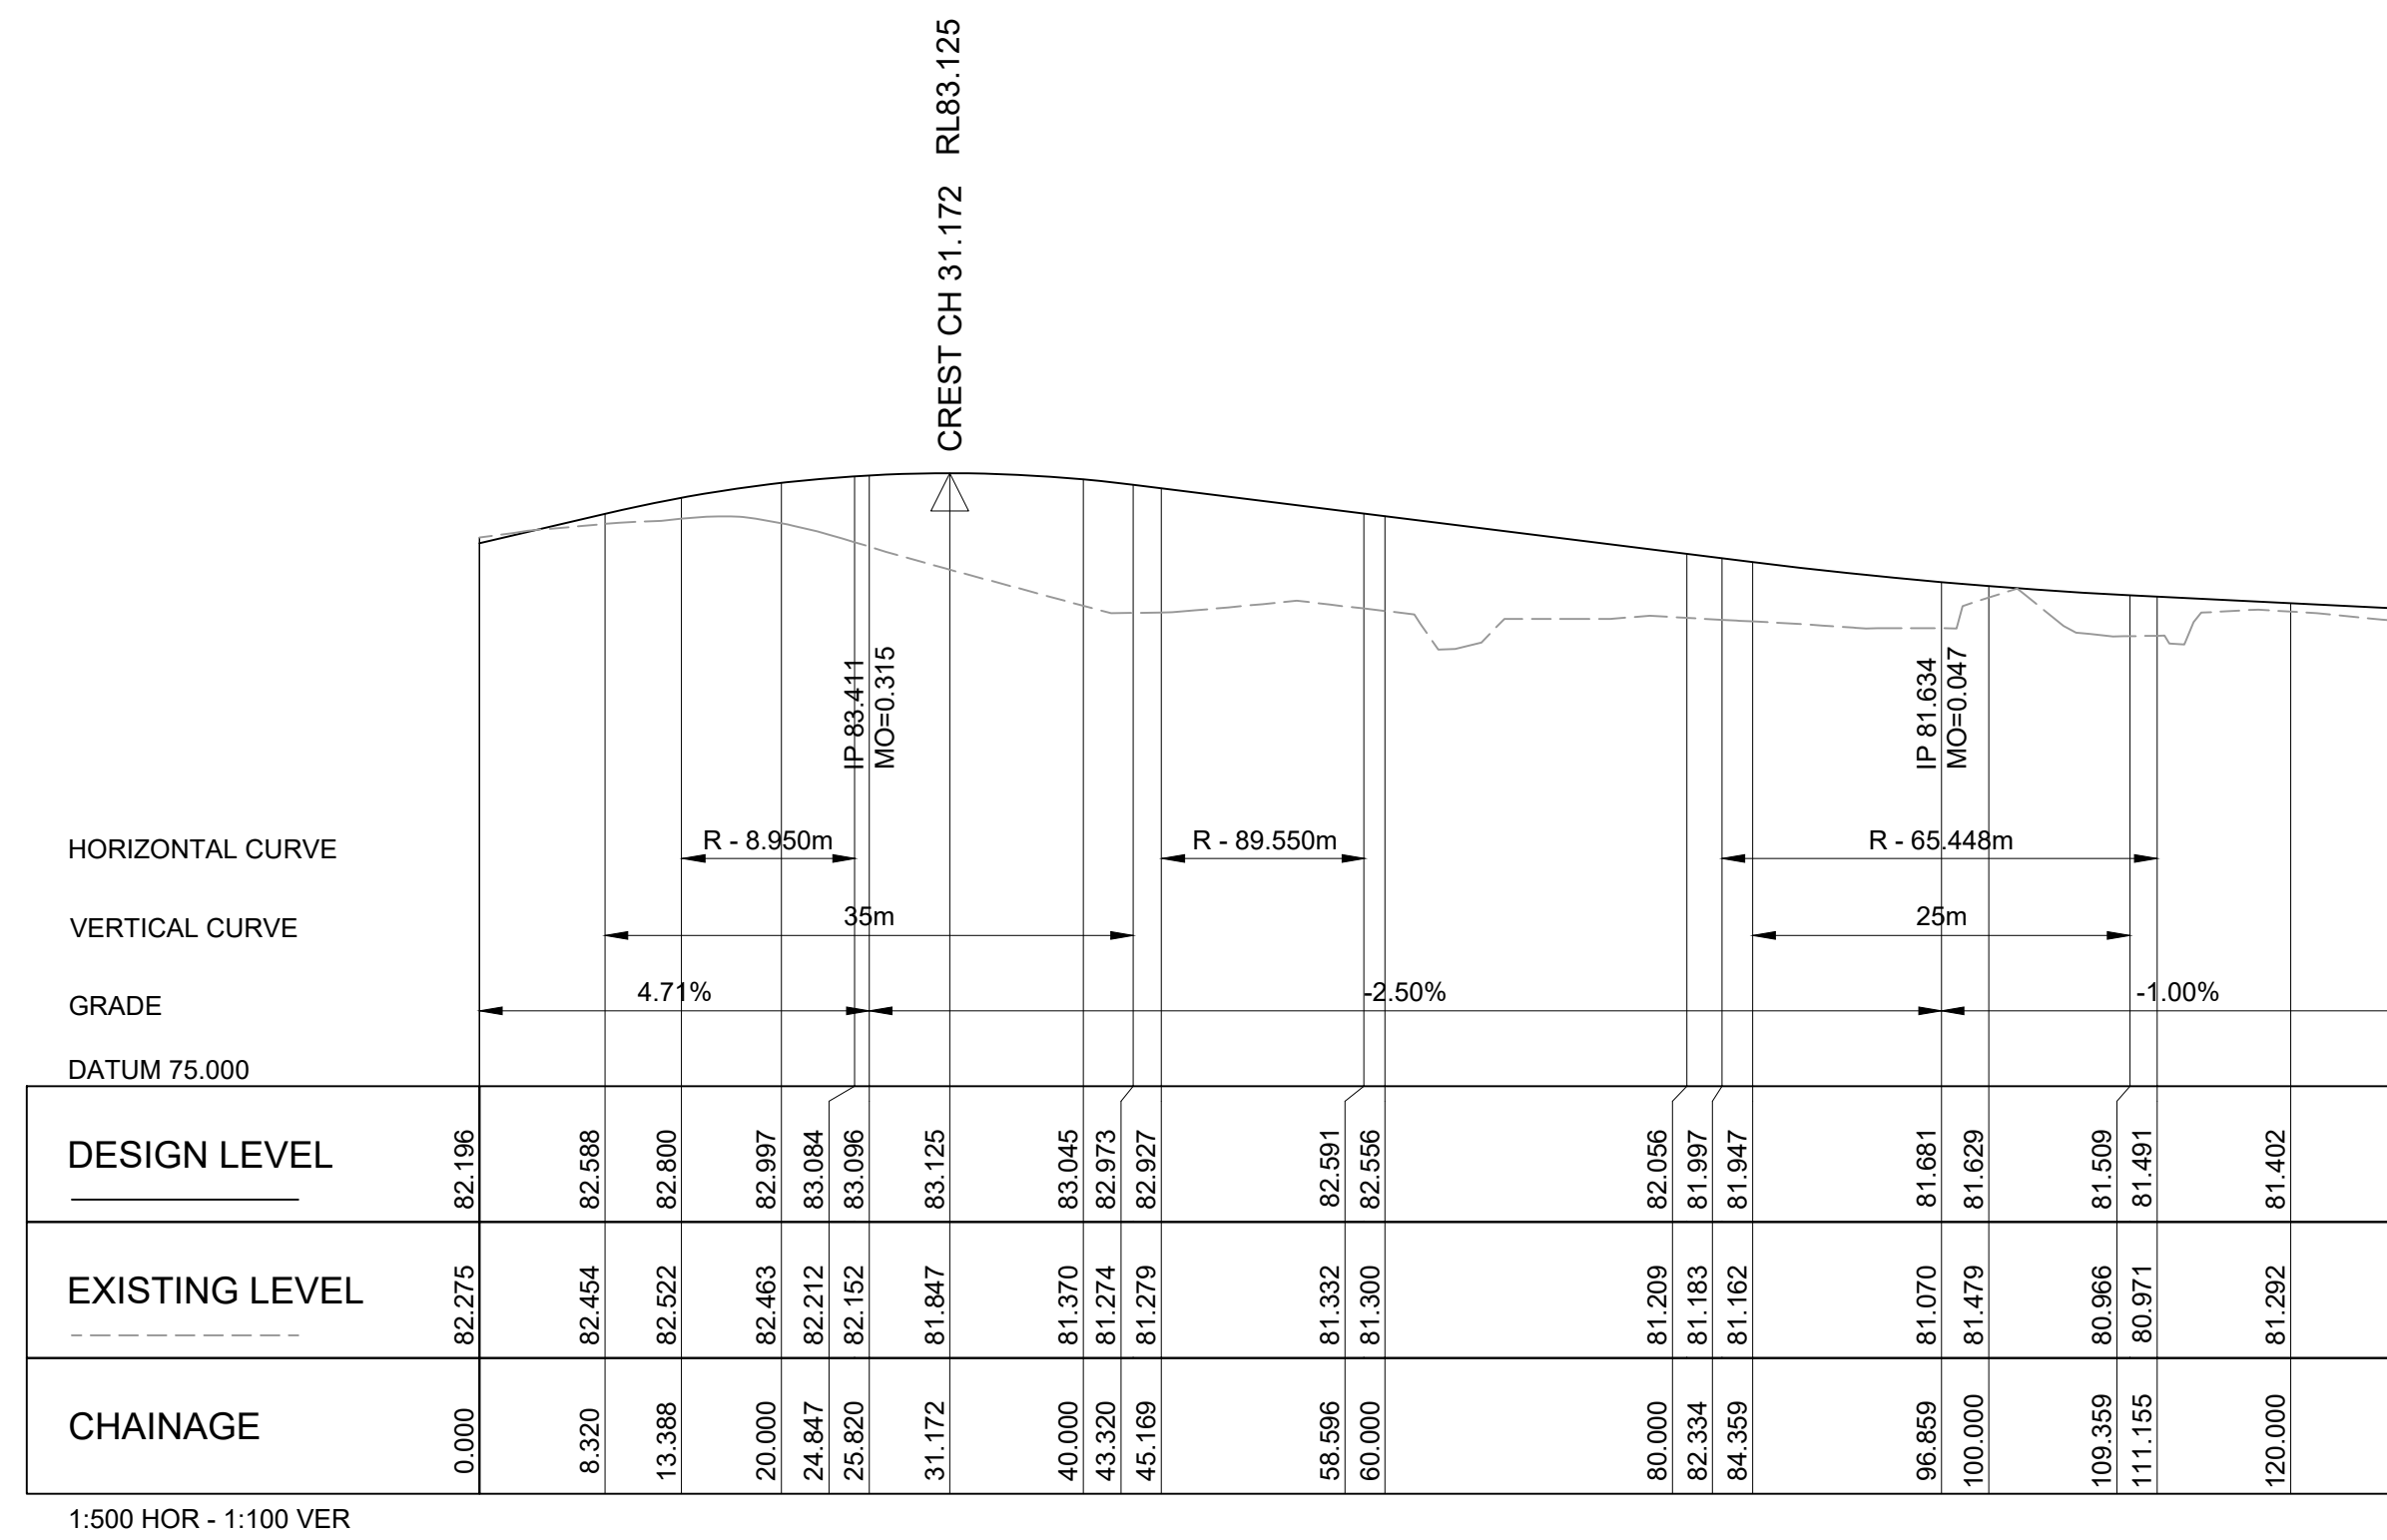 CREST CH 31.172 RL83.125
IP 83.411
MO=0.315
IP 81.634
MO=0.047
HORIZONTAL CURVE R - 8.950m R - 89.550m R - 65.448m
VERTICAL CURVE 35m 25m
GRADE 4.71% -2.50% -1.00%
DATUM 75.000
DESIGN LEVEL 82.196 82.588 82.800 82.997 83.084 83.096 83.125 83.045 82.973 82.927 82.591 82.556 82.056 81.997 81.947 81.681 81.629 81.509 81.491 81.402
EXISTING LEVEL 82.275 82.454 82.522 82.463 82.212 82.152 81.847 81.370 81.274 81.279 81.332 81.300 81.209 81.183 81.162 81.070 81.479 80.966 80.971 81.292
CHAINAGE 0.000 8.320 13.388 20.000 24.847 25.820 31.172 40.000 43.320 45.169 58.596 60.000 80.000 82.334 84.359 96.859 100.000 109.359 111.155 120.000
1:500 HOR - 1:100 VER